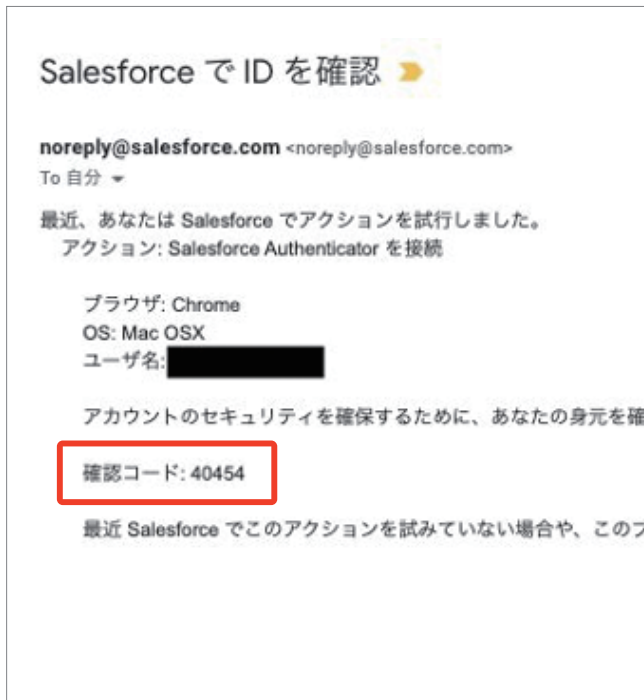 Salesforce で ID を確認
noreply@salesforce.com <noreply@salesforce.com>
To 自分
最近、あなたは Salesforce でアクションを試行しました。
アクション: Salesforce Authenticator を接続
ブラウザ: Chrome
OS: Mac OSX
ユーザ名:
アカウントのセキュリティを確保するために、あなたの身元を確
確認コード: 40454
最近 Salesforce でこのアクションを試みていない場合や、この